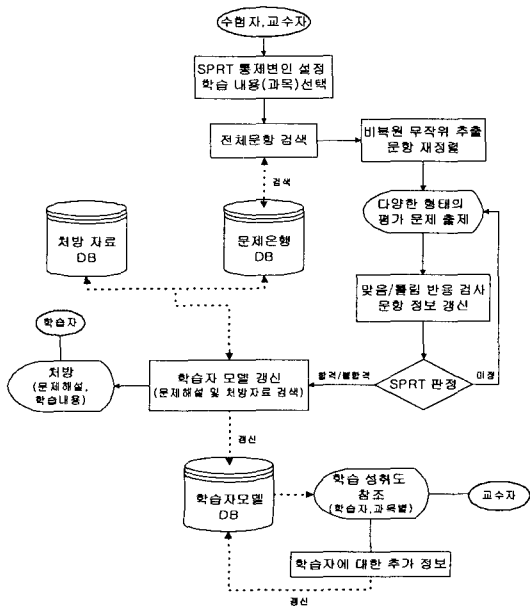 수험자,교수자
SPRT 통제변인 설정
학습 내용(과목)선택
전체문항 검색
비복원 무작위 추출
문항 재정렬
검색
다양한 형태의
평가 문제 출제
처방 자료
DB
문제은행
DB
맞음/틀림 반응 검사
문항 정보 갱신
학습자
처방
(문제해설,
학습내용)
학습자 모델 갱신
(문제해설 및 처방자료 검색)
합격/불합격
SPRT 판정
미정
갱신
학습자모델
DB
학습 성취도
참조
(학습자,과목별)
교수자
학습자에 대한 추가 정보
갱신